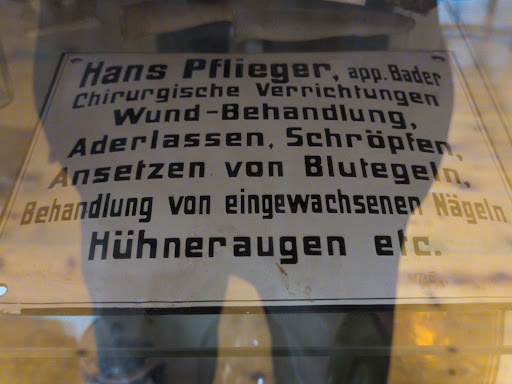 Hans Pflieger, app. Bader
Chirurgische Verrichtungen
Wund-Behandlung,
Aderlassen, Schröpfen,
Ansetzen von Blutegeln,
Behandlung von eingewachsenen Nägeln
Hühneraugen etc.